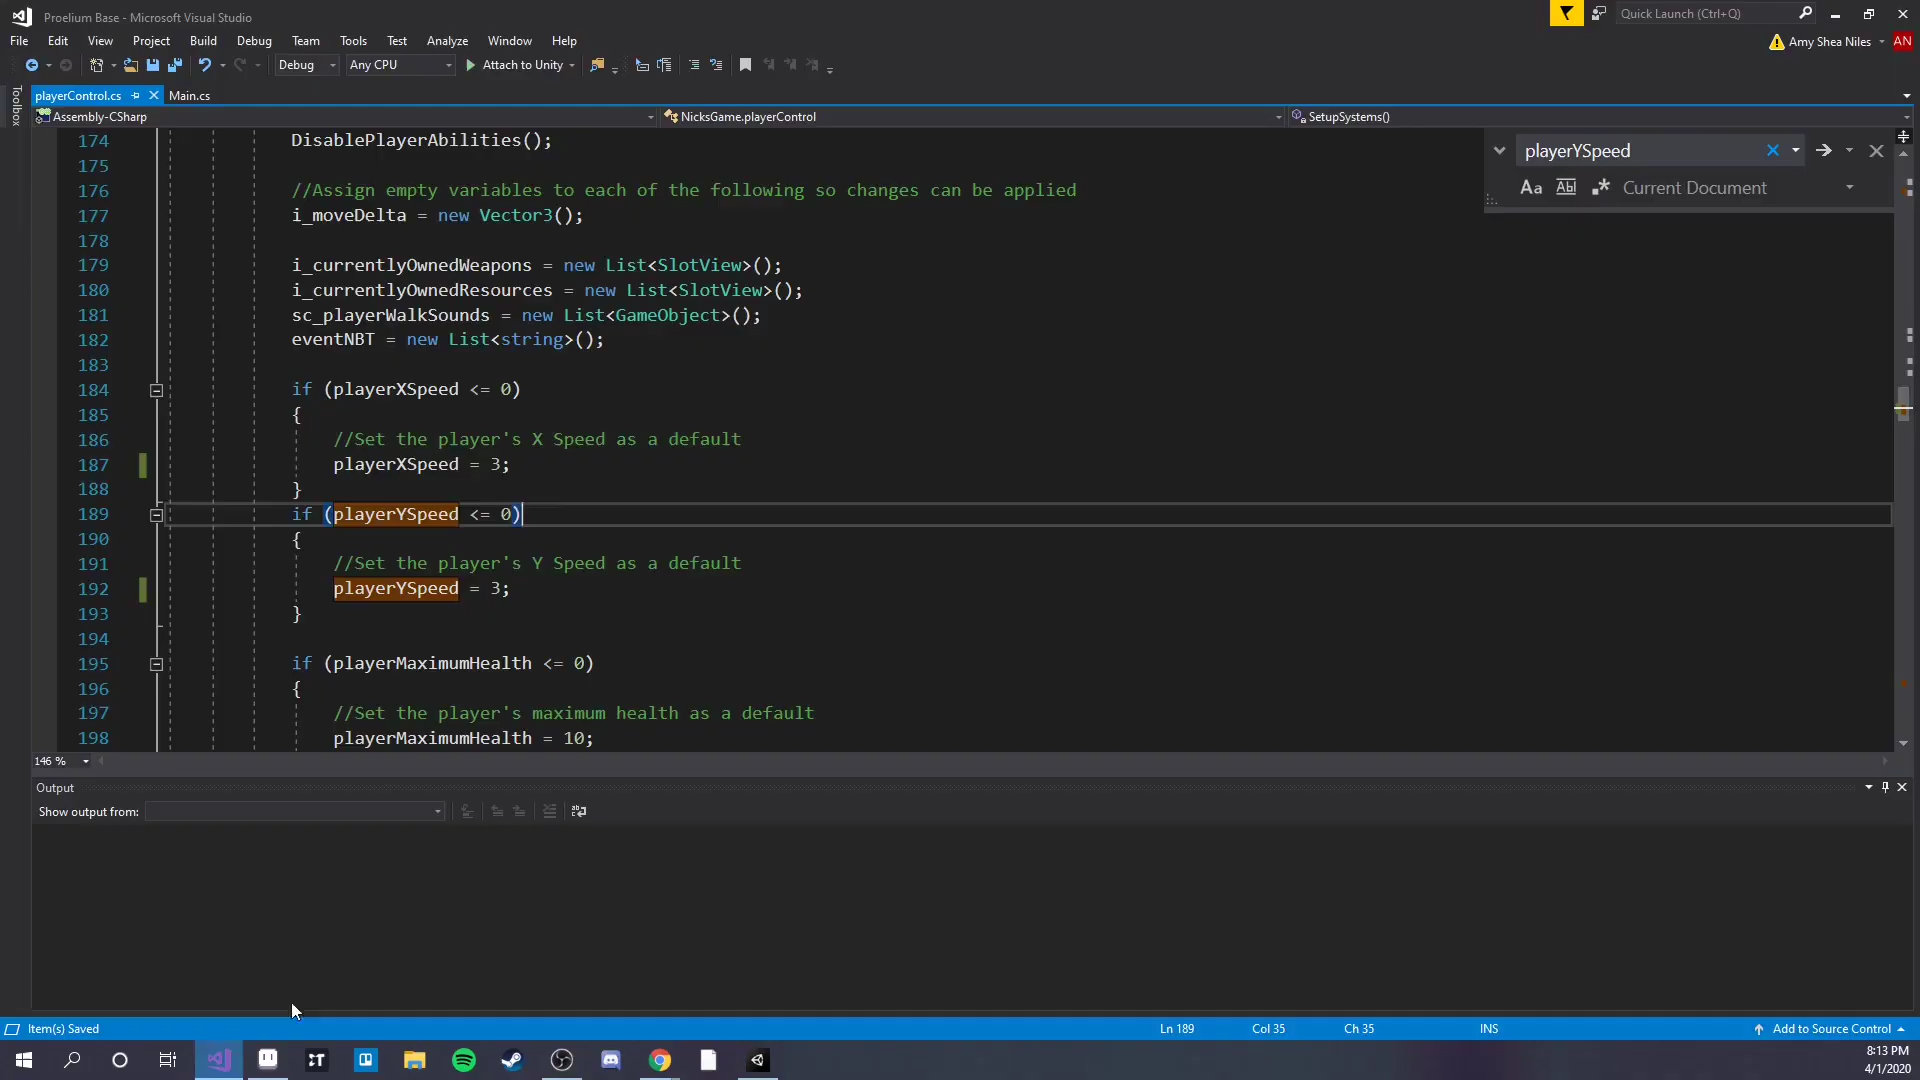 Proelium Base - Microsoft Visual Studio
Quick Launch (Ctrl+Q)
File Edit View Project Build Debug Team Tools Test Analyze Window Help
Amy Shea Niles AN
Debug Any CPU Attach to Unity
Toolbox
playerControl.cs Main.cs
Assembly-CSharp NicksGame.playerControl SetupSystems()
playerYSpeed
Aa Abl Current Document
174 DisablePlayerAbilities();
175
176 //Assign empty variables to each of the following so changes can be applied
177 i_moveDelta = new Vector3();
178
179 i_currentlyOwnedWeapons = new List<SlotView>();
180 i_currentlyOwnedResources = new List<SlotView>();
181 sc_playerWalkSounds = new List<GameObject>();
182 eventNBT = new List<string>();
183
184 if (playerXSpeed <= 0)
185 {
186 //Set the player's X Speed as a default
187 playerXSpeed = 3;
188 }
189 if (playerYSpeed <= 0)
190 {
191 //Set the player's Y Speed as a default
192 playerYSpeed = 3;
193 }
194
195 if (playerMaximumHealth <= 0)
196 {
197 //Set the player's maximum health as a default
198 playerMaximumHealth = 10;
146 %
Output
Show output from:
Item(s) Saved Ln 189 Col 35 Ch 35 INS Add to Source Control
8:13 PM
4/1/2020